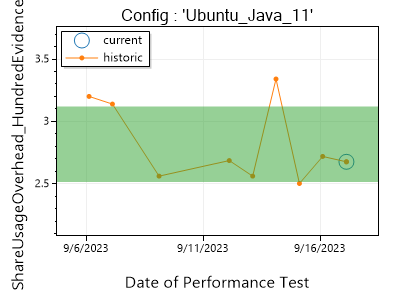 Config : 'Ubuntu_Java_11'
ShareUsageOverhead_HundredEvidence
current
historic
3.5
3
2.5
9/6/2023
9/11/2023
9/16/2023
Date of Performance Test